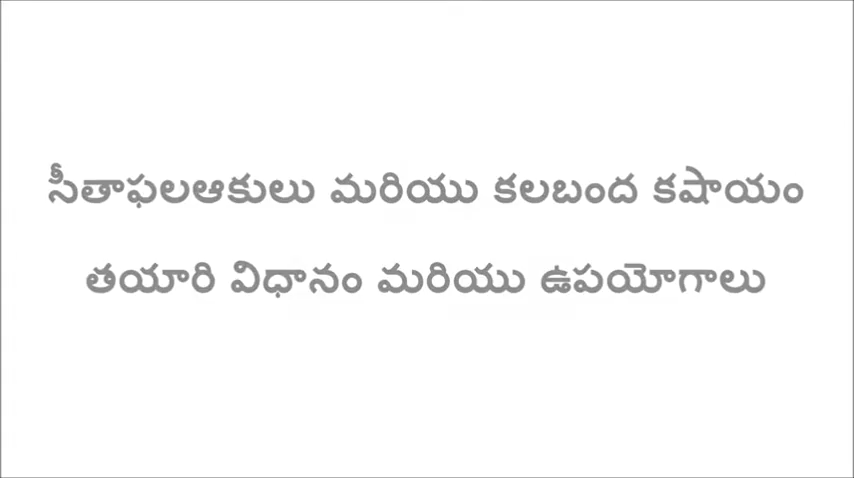 సీతాఫలఆకులు మరియు కలబంద కషాయం
తయారి విధానం మరియు ఉపయోగాలు